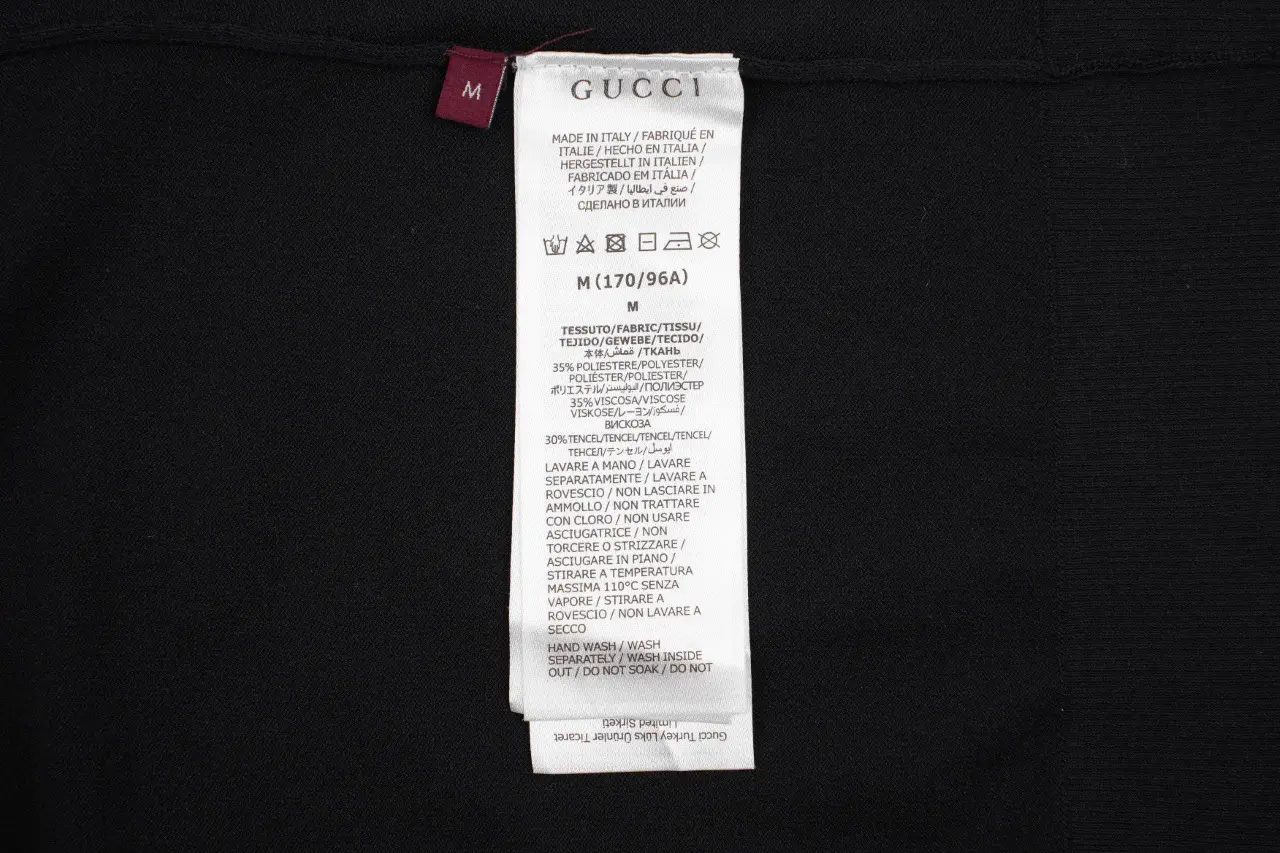 M
GUCCI
MADE IN ITALY / FABRIQUÉ EN
ITALIE / HECHO EN ITALIA /
HERGESTELLT IN ITALIEN /
FABRICADO EM ITÁLIA /
イタリア製 / صنع في ايطاليا /
СДЕЛАНО В ИТАЛИИ
M (170/96A)
M
TESSUTO/FABRIC/TISSU/
TEJIDO/GEWEBE/TECIDO/
本体/قماش/ТКАНЬ
35% POLIESTERE/POLYESTER/
POLIÉSTER/POLIESTER/
ポリエステル/البوليستر/ПОЛИЭСТЕР
35% VISCOSA/VISCOSE
VISKOSE/レーヨン/فسكوز/
ВИСКОЗА
30% TENCEL/TENCEL/TENCEL/TENCEL/
ТЕНСЕЛ/テンセル/ايوسل
LAVARE A MANO / LAVARE
SEPARATAMENTE / LAVARE A
ROVESCIO / NON LASCIARE IN
AMMOLLO / NON TRATTARE
CON CLORO / NON USARE
ASCIUGATRICE / NON
TORCERE O STRIZZARE /
ASCIUGARE IN PIANO /
STIRARE A TEMPERATURA
MASSIMA 110°C SENZA
VAPORE / STIRARE A
ROVESCIO / NON LAVARE A
SECCO
HAND WASH / WASH
SEPARATELY / WASH INSIDE
OUT / DO NOT SOAK / DO NOT
Gucci Turkey Lüks Ürünler Ticaret
Limited Sirketi